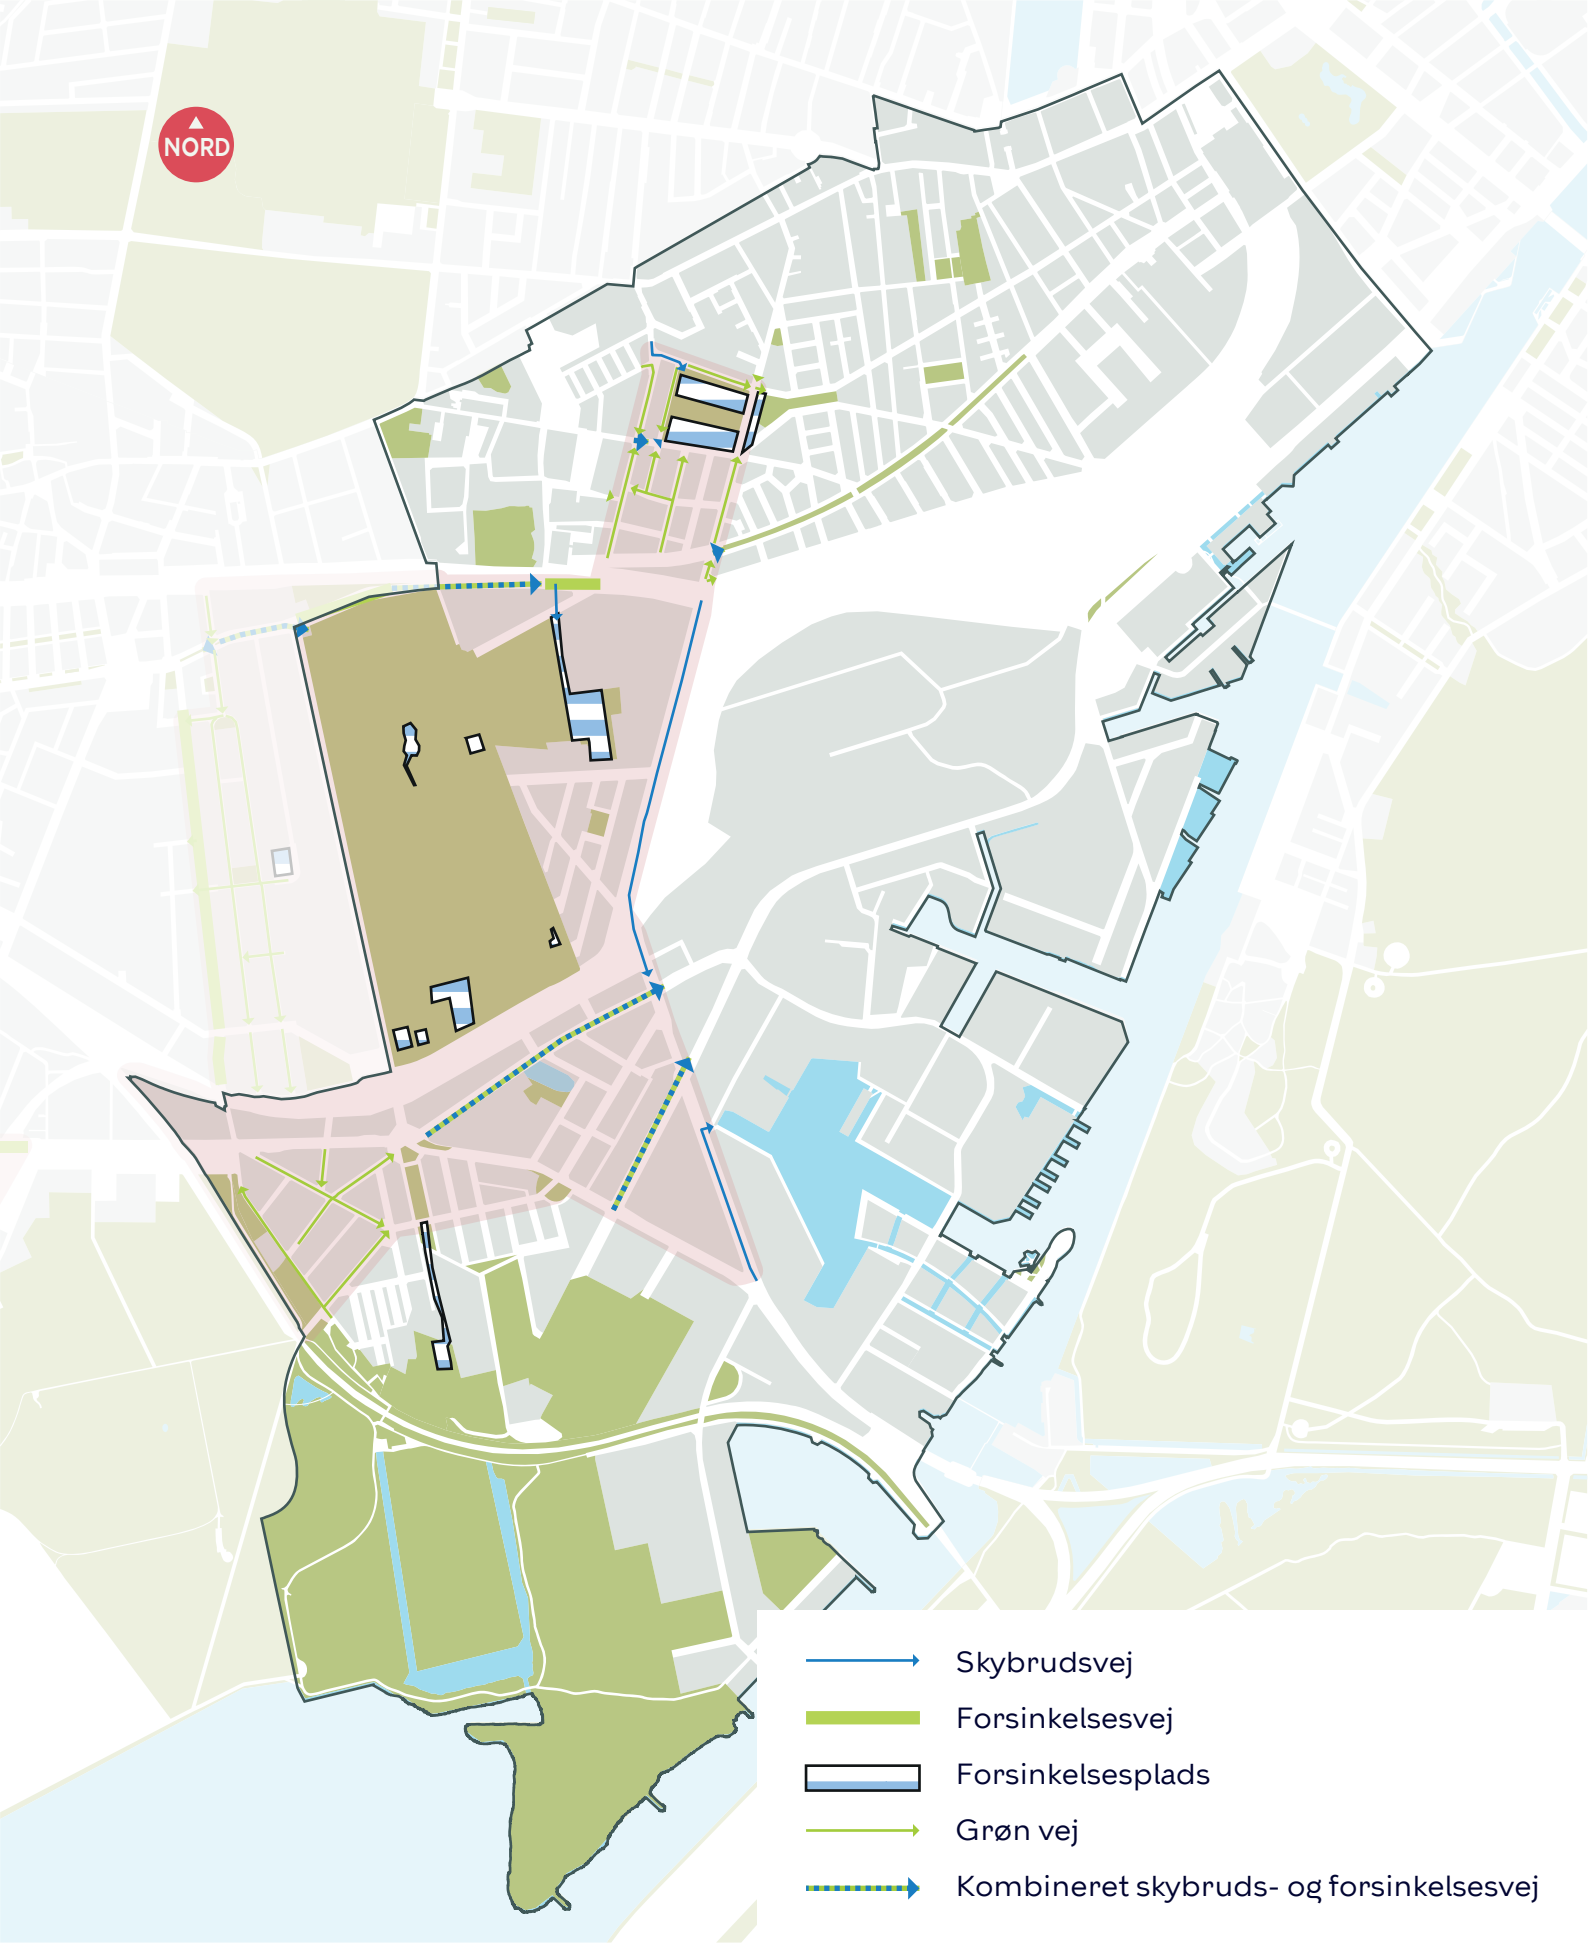 NORD
Skybrudsvej
Forsinkelsesvej
Forsinkelsesplads
Grøn vej
Kombineret skybruds- og forsinkelsesvej